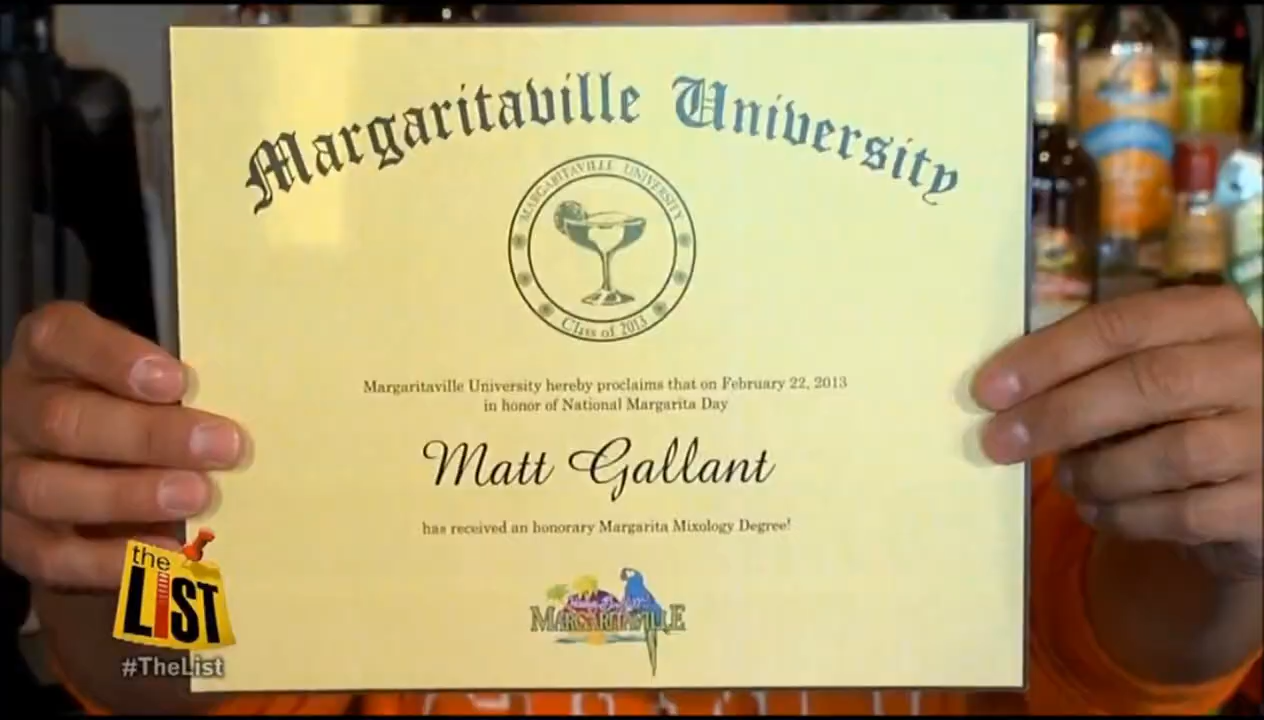 Margaritaville University
MARGARITAVILLE UNIVERSITY
Class of 2013
Margaritaville University hereby proclaims that on February 22, 2013
in honor of National Margarita Day
Matt Gallant
has received an honorary Margarita Mixology Degree!
MARGARITAVILLE
the
LIST
#TheList